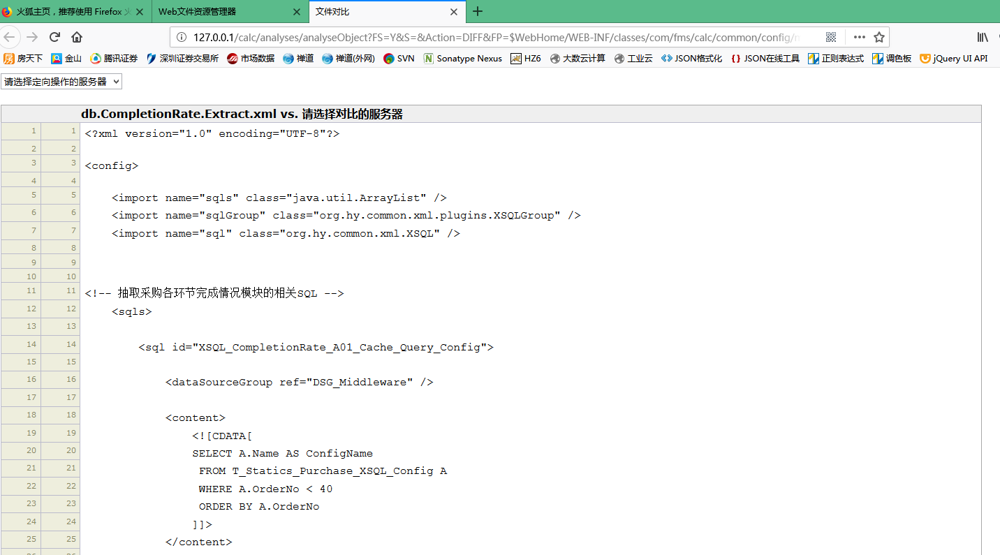 火狐主页，推荐使用 Firefox
Web文件资源管理器
文件对比
127.0.0.1/calc/analyses/analyseObject?FS=Y&S=&Action=DIFF&FP=$WebHome/WEB-INF/classes/com/fms/calc/common/config/
房天下 金山 腾讯证券 深圳证券交易所 市场数据 禅道 禅道(外网) SVN Sonatype Nexus HZ6 大数云计算 工业云 JSON格式化 JSON在线工具 正则表达式 调色板 jQuery UI API
请选择定向操作的服务器
db.CompletionRate.Extract.xml vs. 请选择对比的服务器
1 1 <?xml version="1.0" encoding="UTF-8"?>
2 2
3 3 <config>
4 4
5 5 <import name="sqls" class="java.util.ArrayList" />
6 6 <import name="sqlGroup" class="org.hy.common.xml.plugins.XSQLGroup" />
7 7 <import name="sql" class="org.hy.common.xml.XSQL" />
8 8
9 9
10 10
11 11 <!-- 抽取采购各环节完成情况模块的相关SQL -->
12 12 <sqls>
13 13
14 14 <sql id="XSQL_CompletionRate_A01_Cache_Query_Config">
15 15
16 16 <dataSourceGroup ref="DSG_Middleware" />
17 17
18 18 <content>
19 19 <![CDATA[
20 20 SELECT A.Name AS ConfigName
21 21 FROM T_Statics_Purchase_XSQL_Config A
22 22 WHERE A.OrderNo < 40
23 23 ORDER BY A.OrderNo
24 24 ]]>
25 25 </content>